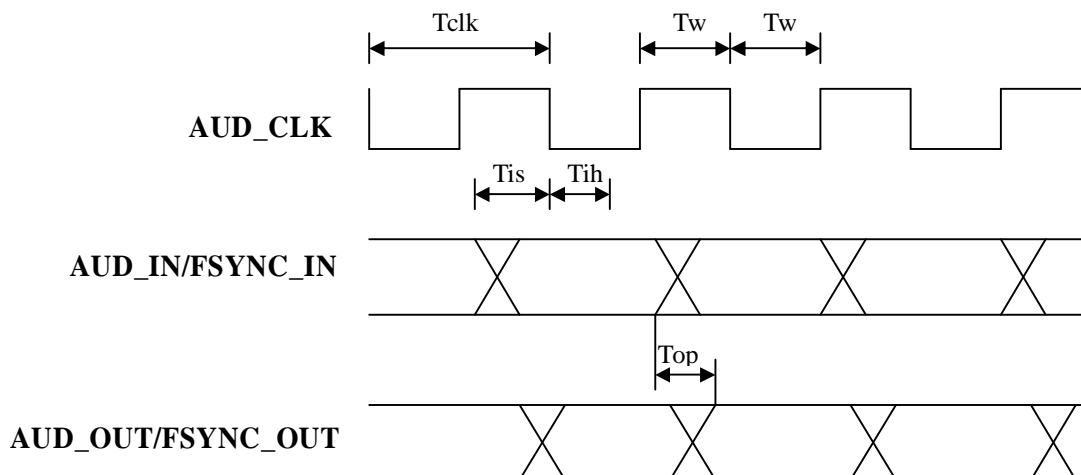 Tclk Tw Tw
AUD_CLK
Tis Tih
AUD_IN/FSYNC_IN
Top
AUD_OUT/FSYNC_OUT